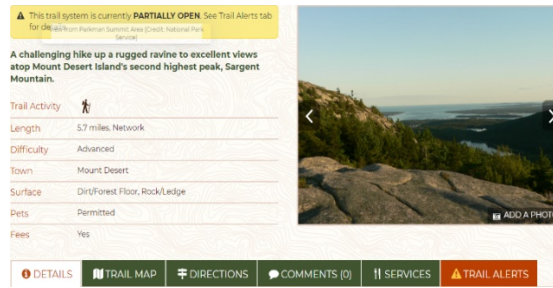 This trail system is currently PARTIALLY OPEN. See Trail Alerts tab
for details.
View from Parkman Summit Area (Credit: National Park
Service)
A challenging hike up a rugged ravine to excellent views
atop Mount Desert Island's second highest peak, Sargent
Mountain.
Trail Activity
Length 5.7 miles, Network
Difficulty Advanced
Town Mount Desert
Surface Dirt/Forest Floor, Rock/Ledge
Pets Permitted
Fees Yes
ADD A PHOTO
DETAILS TRAIL MAP DIRECTIONS COMMENTS (0) SERVICES TRAIL ALERTS